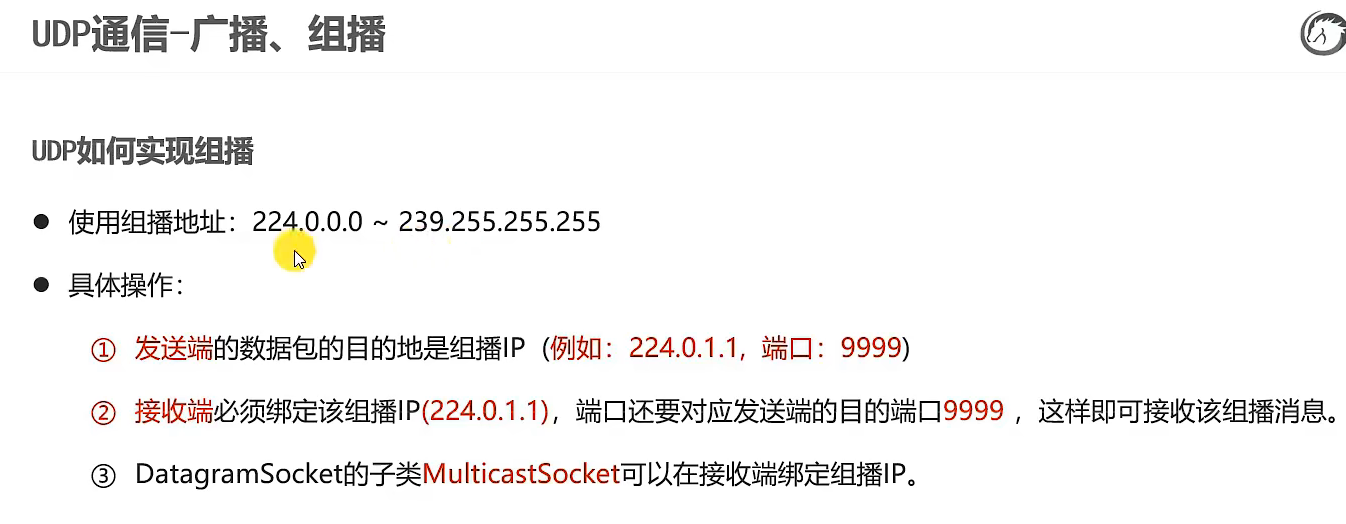 UDP通信-广播、组播
UDP如何实现组播
● 使用组播地址：224.0.0.0 ~ 239.255.255.255
● 具体操作：
① 发送端的数据包的目的地是组播IP (例如：224.0.1.1, 端口：9999)
② 接收端必须绑定该组播IP(224.0.1.1)，端口还要对应发送端的目的端口9999 ，这样即可接收该组播消息。
③ DatagramSocket的子类MulticastSocket可以在接收端绑定组播IP。